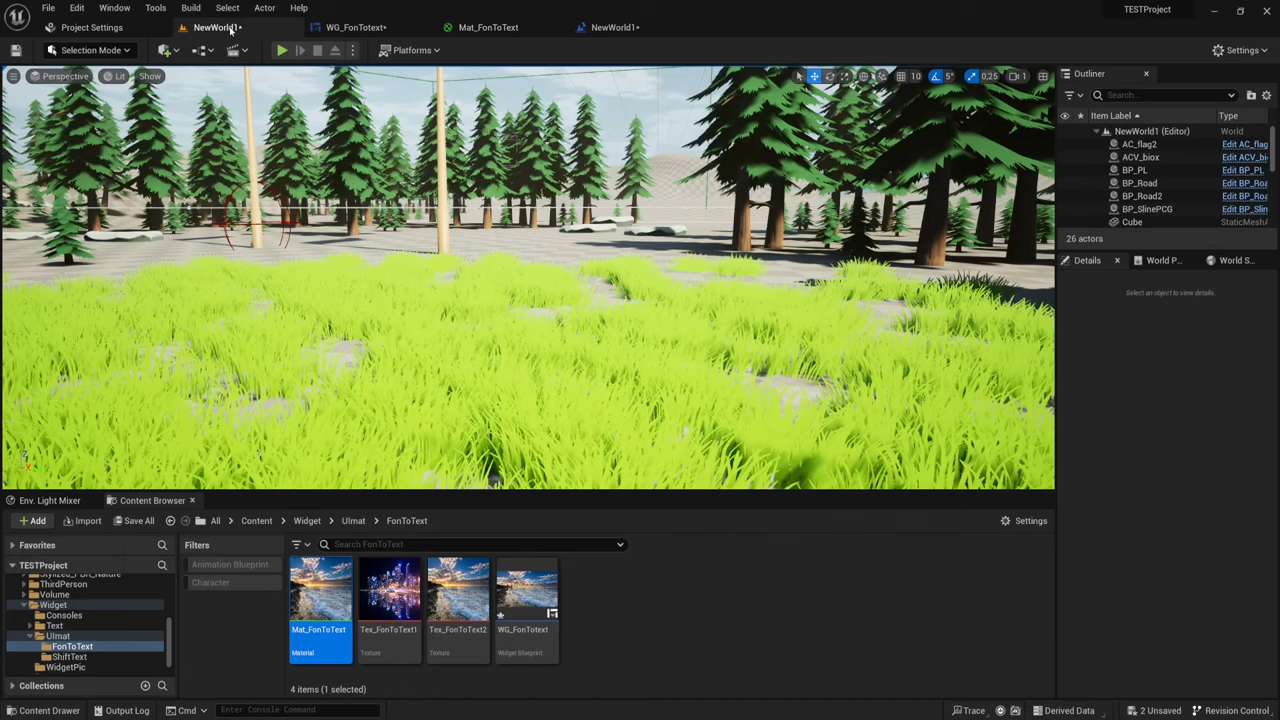 File Edit Window Tools Build Select Actor Help
TESTProject
Project Settings
NewWorld1*
WG_FonTotext*
Mat_FonToText
NewWorld1*
Selection Mode
Platforms
Settings
Perspective
Lit
Show
10
5°
0.25
1
Outliner
Search...
Item Label
Type
NewWorld1 (Editor) World
AC_flag2 Edit AC_flag
ACV_biox Edit ACV_bi
BP_PL Edit BP_PL
BP_Road Edit BP_Roa
BP_Road2 Edit BP_Roa
BP_SlinePCG Edit BP_Slin
Cube StaticMesh
26 actors
Details
World P...
World S...
Select an object to view details.
Env. Light Mixer
Content Browser
Add
Import
Save All
All
Content
Widget
UImat
FonToText
Settings
Favorites
Filters
Search FonToText
TESTProject
Animation Blueprint
Character
ThirdPerson
Volume
Widget
Consoles
Text
UImat
FonToText
ShiftText
WidgetPic
Mat_FonToText
Material
Tex_FonToText1
Texture
Tex_FonToText2
Texture
WG_FonTotext
Widget Blueprint
Collections
4 items (1 selected)
Content Drawer
Output Log
Cmd
Enter Console Command
Trace
Derived Data
2 Unsaved
Revision Control